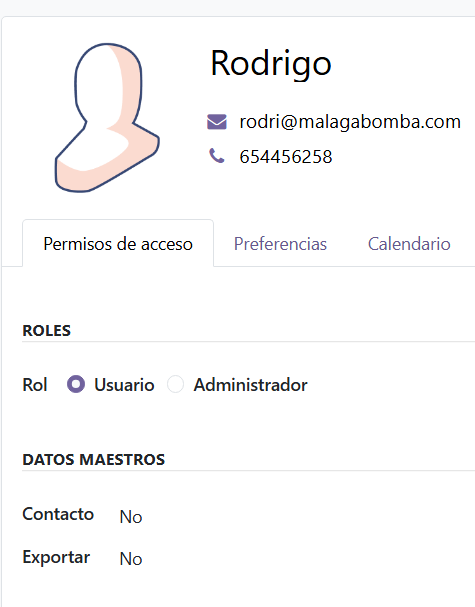 Rodrigo
rodri@malagabomba.com
654456258
Permisos de acceso Preferencias Calendario
ROLES
Rol Usuario Administrador
DATOS MAESTROS
Contacto No
Exportar No